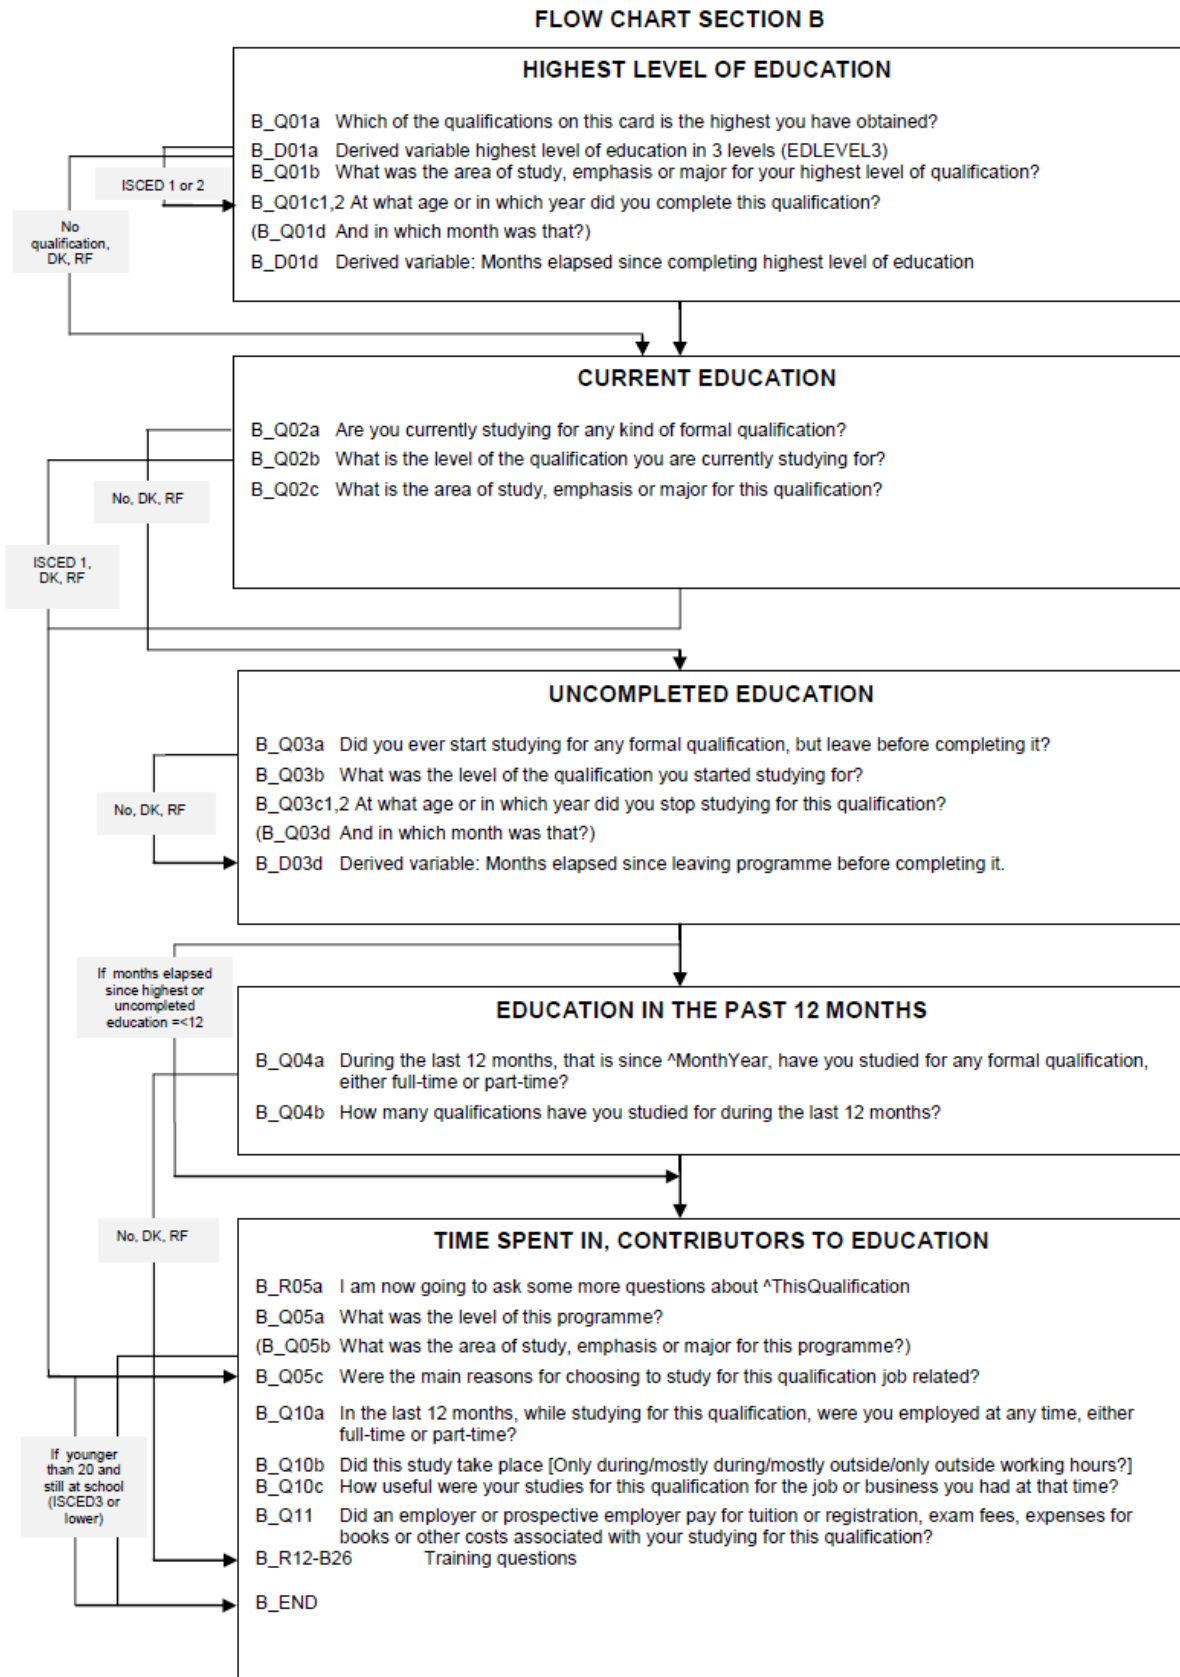 FLOW CHART SECTION B
HIGHEST LEVEL OF EDUCATION
B_Q01a Which of the qualifications on this card is the highest you have obtained?
B_D01a Derived variable highest level of education in 3 levels (EDLEVEL3)
B_Q01b What was the area of study, emphasis or major for your highest level of qualification?
B_Q01c1,2 At what age or in which year did you complete this qualification?
(B_Q01d And in which month was that?)
B_D01d Derived variable: Months elapsed since completing highest level of education
ISCED 1 or 2
No
qualification,
DK, RF
CURRENT EDUCATION
B_Q02a Are you currently studying for any kind of formal qualification?
B_Q02b What is the level of the qualification you are currently studying for?
B_Q02c What is the area of study, emphasis or major for this qualification?
No, DK, RF
ISCED 1,
DK, RF
UNCOMPLETED EDUCATION
B_Q03a Did you ever start studying for any formal qualification, but leave before completing it?
B_Q03b What was the level of the qualification you started studying for?
B_Q03c1,2 At what age or in which year did you stop studying for this qualification?
(B_Q03d And in which month was that?)
B_D03d Derived variable: Months elapsed since leaving programme before completing it.
No, DK, RF
If months elapsed
since highest or
uncompleted
education =<12
EDUCATION IN THE PAST 12 MONTHS
B_Q04a During the last 12 months, that is since ^MonthYear, have you studied for any formal qualification,
either full-time or part-time?
B_Q04b How many qualifications have you studied for during the last 12 months?
No, DK, RF
TIME SPENT IN, CONTRIBUTORS TO EDUCATION
B_R05a I am now going to ask some more questions about ^ThisQualification
B_Q05a What was the level of this programme?
(B_Q05b What was the area of study, emphasis or major for this programme?)
B_Q05c Were the main reasons for choosing to study for this qualification job related?
B_Q10a In the last 12 months, while studying for this qualification, were you employed at any time, either
full-time or part-time?
B_Q10b Did this study take place [Only during/mostly during/mostly outside/only outside working hours?]
B_Q10c How useful were your studies for this qualification for the job or business you had at that time?
B_Q11 Did an employer or prospective employer pay for tuition or registration, exam fees, expenses for
books or other costs associated with your studying for this qualification?
B_R12-B26 Training questions
B_END
If younger
than 20 and
still at school
(ISCED3 or
lower)